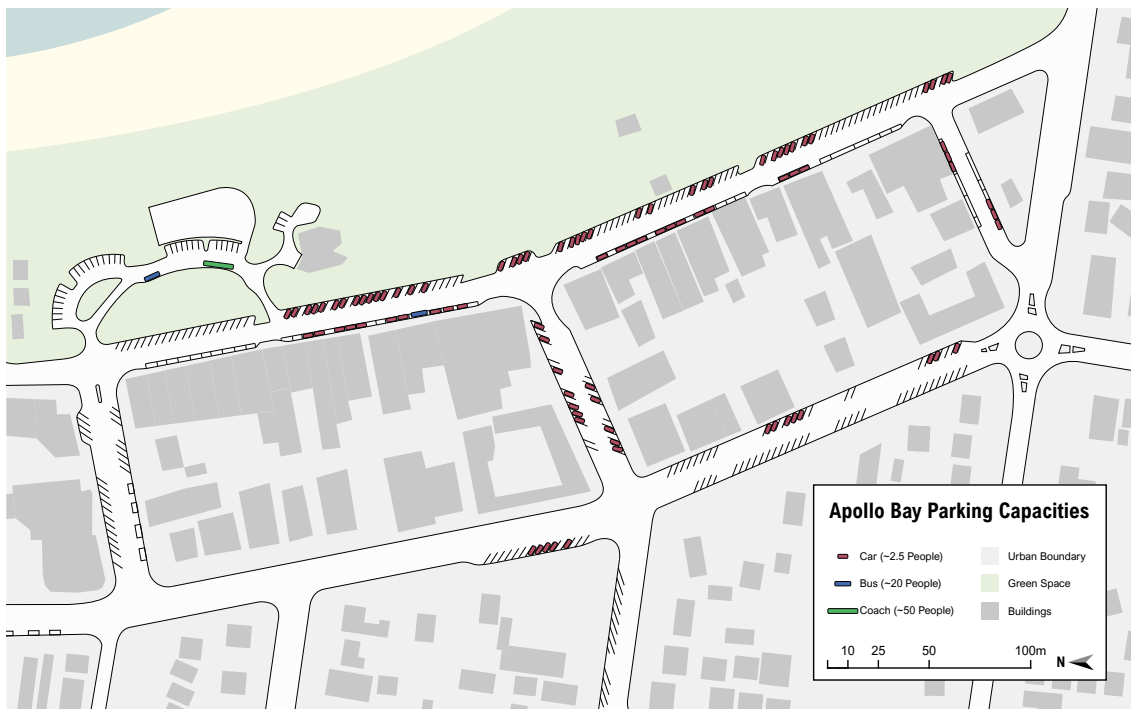 Apollo Bay Parking Capacities
Car (~2.5 People)
Urban Boundary
Bus (~20 People)
Green Space
Coach (~50 People)
Buildings
10 25 50 100m
N